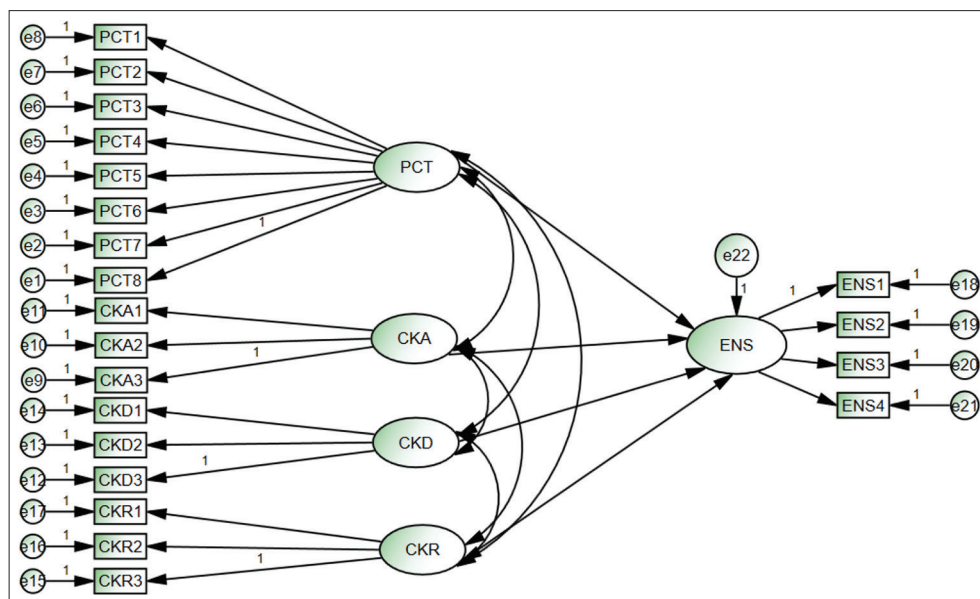 e8 1 PCT1
e7 1 PCT2
e6 1 PCT3
e5 1 PCT4
e4 1 PCT5
e3 1 PCT6
e2 1 PCT7 1
e1 1 PCT8
e11 1 CKA1
e10 1 CKA2
e9 1 CKA3 1
e14 1 CKD1
e13 1 CKD2
e12 1 CKD3 1
e17 1 CKR1
e16 1 CKR2
e15 1 CKR3 1
PCT
CKA
CKD
CKR
e22
1
ENS
1 ENS1 1 e18
ENS2 1 e19
ENS3 1 e20
ENS4 1 e21